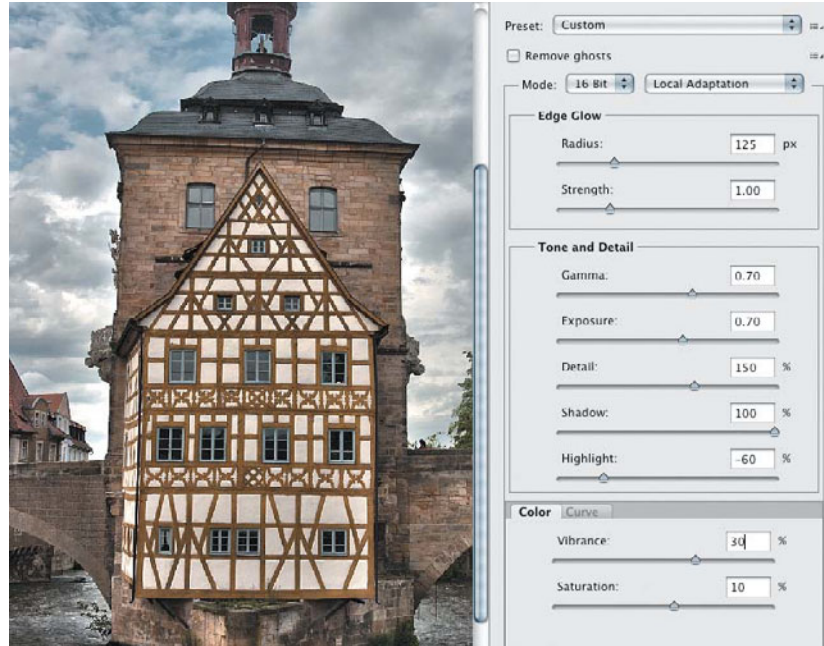 Preset: Custom
Remove ghosts
Mode: 16 Bit Local Adaptation
Edge Glow
Radius: 125 px
Strength: 1.00
Tone and Detail
Gamma: 0.70
Exposure: 0.70
Detail: 150 %
Shadow: 100 %
Highlight: -60 %
Color Curve
Vibrance: 30 %
Saturation: 10 %